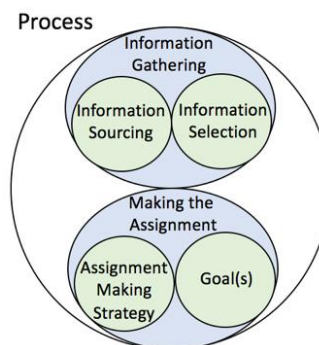 Process
Information
Gathering
Information
Sourcing
Information
Selection
Making the
Assignment
Assignment
Making
Strategy
Goal(s)